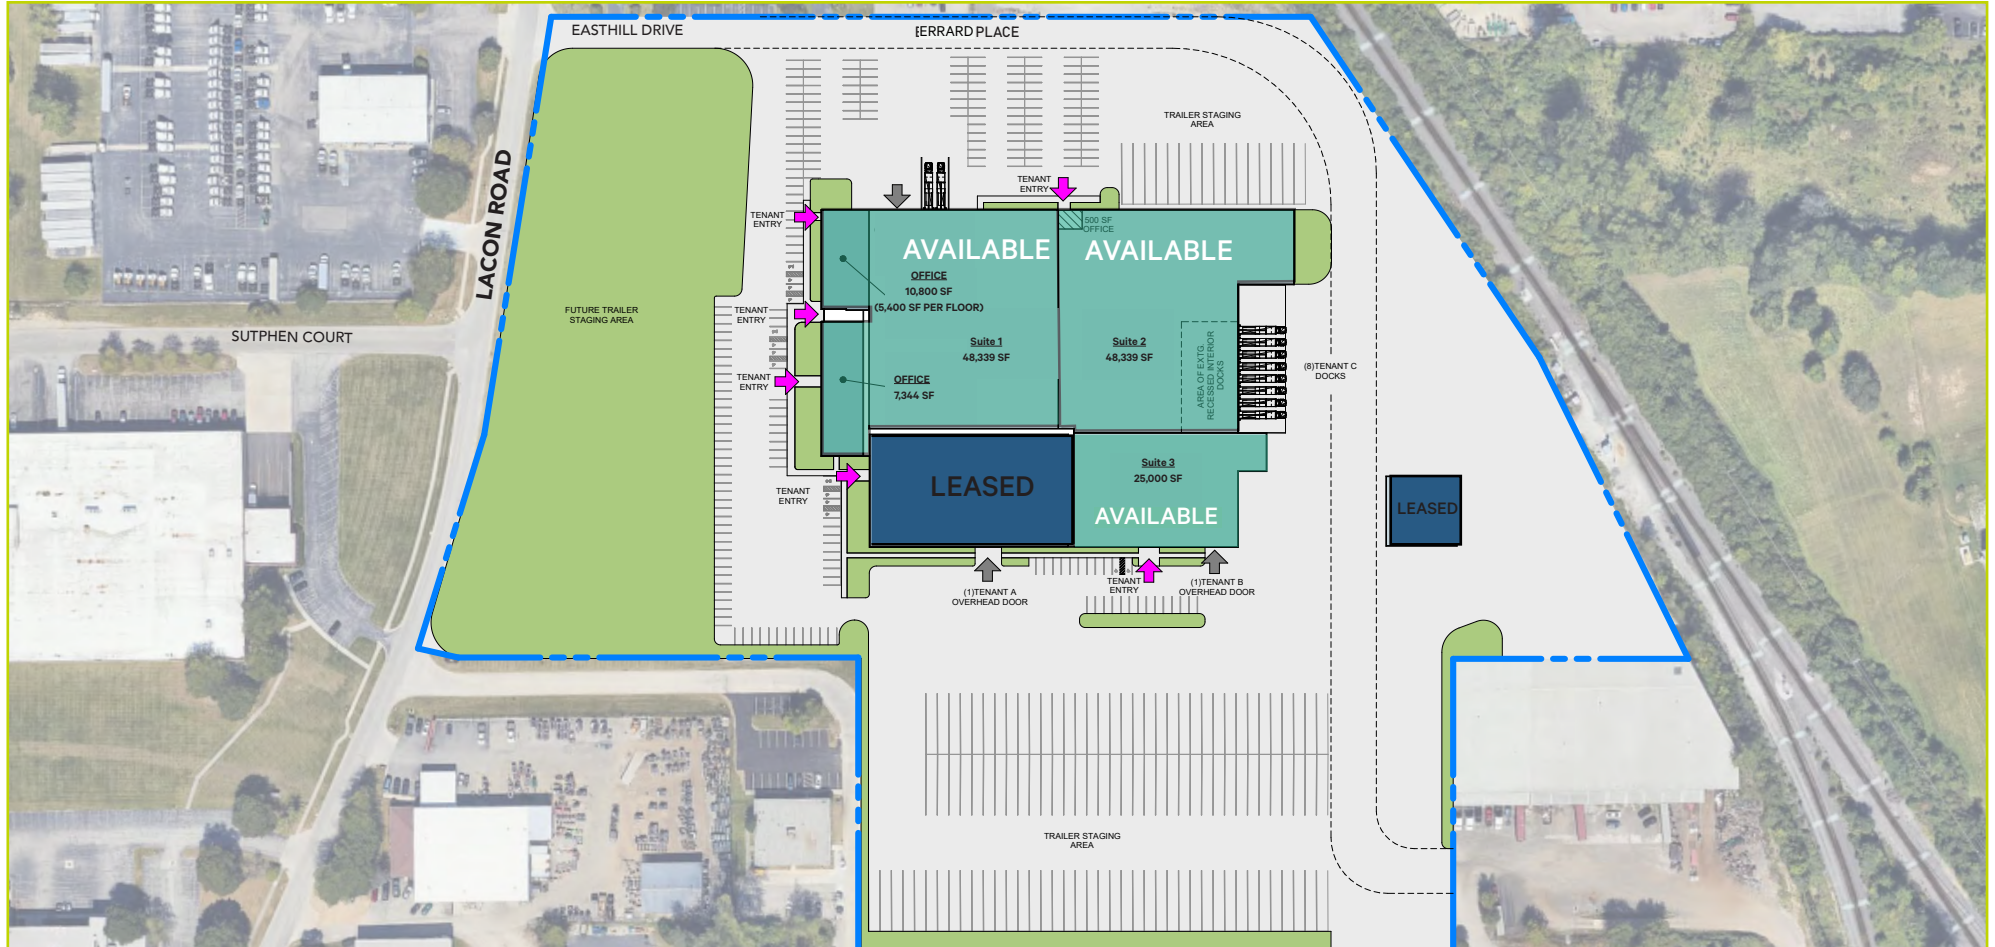 EASTHILL DRIVE
ERRARD PLACE
LACON ROAD
SUTPHEN COURT
TRAILER STAGING
AREA
TENANT
ENTRY
TENANT
ENTRY
500 SF
OFFICE
AVAILABLE
AVAILABLE
OFFICE
10,800 SF
(5,400 SF PER FLOOR)
FUTURE TRAILER
STAGING AREA
TENANT
ENTRY
Suite 1
48,339 SF
Suite 2
48,339 SF
AREA OF EXTG.
RECESSED INTERIOR
DOCKS
(8)TENANT C
DOCKS
TENANT
ENTRY
OFFICE
7,344 SF
TENANT
ENTRY
LEASED
Suite 3
25,000 SF
AVAILABLE
LEASED
(1)TENANT A
OVERHEAD DOOR
TENANT
ENTRY
(1)TENANT B
OVERHEAD DOOR
TRAILER STAGING
AREA